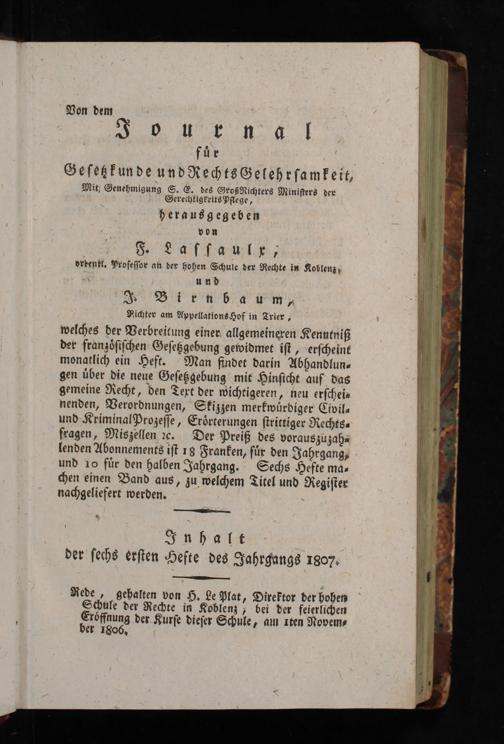 Von dem
Journal
für
Gesetzkunde und RechtsGelehrsamkeit,
Mit Genehmigung S. E. des GroßRichters Ministers der
GerechtigkeitsPflege,
herausgegeben
von
F. Lassaulx,
ordentl. Professor an der hohen Schule der Rechte in Koblenz,
und
J. Birnbaum,
Richter am AppellationsHof in Trier,
welches der Verbreitung einer allgemeineren Kenntniß
der französischen Gesetzgebung gewidmet ist, erscheint
monatlich ein Heft. Man findet darin Abhandlun-
gen über die neue Gesetzgebung mit Hinsicht auf das
gemeine Recht, den Text der wichtigeren, neu erschei-
nenden, Verordnungen, Skizzen merkwürdiger Civil-
und KriminalProzesse, Erörterungen strittiger Rechts-
fragen, Miszellen ꝛc. Der Preiß des vorauszuzah-
lenden Abonnements ist 18 Franken, für den Jahrgang,
und 10 für den halben Jahrgang. Sechs Hefte ma-
chen einen Band aus, zu welchem Titel und Register
nachgeliefert werden.
Inhalt
der sechs ersten Hefte des Jahrgangs 1807.
Rede, gehalten von H. Le Plat, Direktor der hohen
Schule der Rechte in Koblenz, bei der feierlichen
Eröffnung der Kurse dieser Schule, am 1ten Novem-
ber 1806.